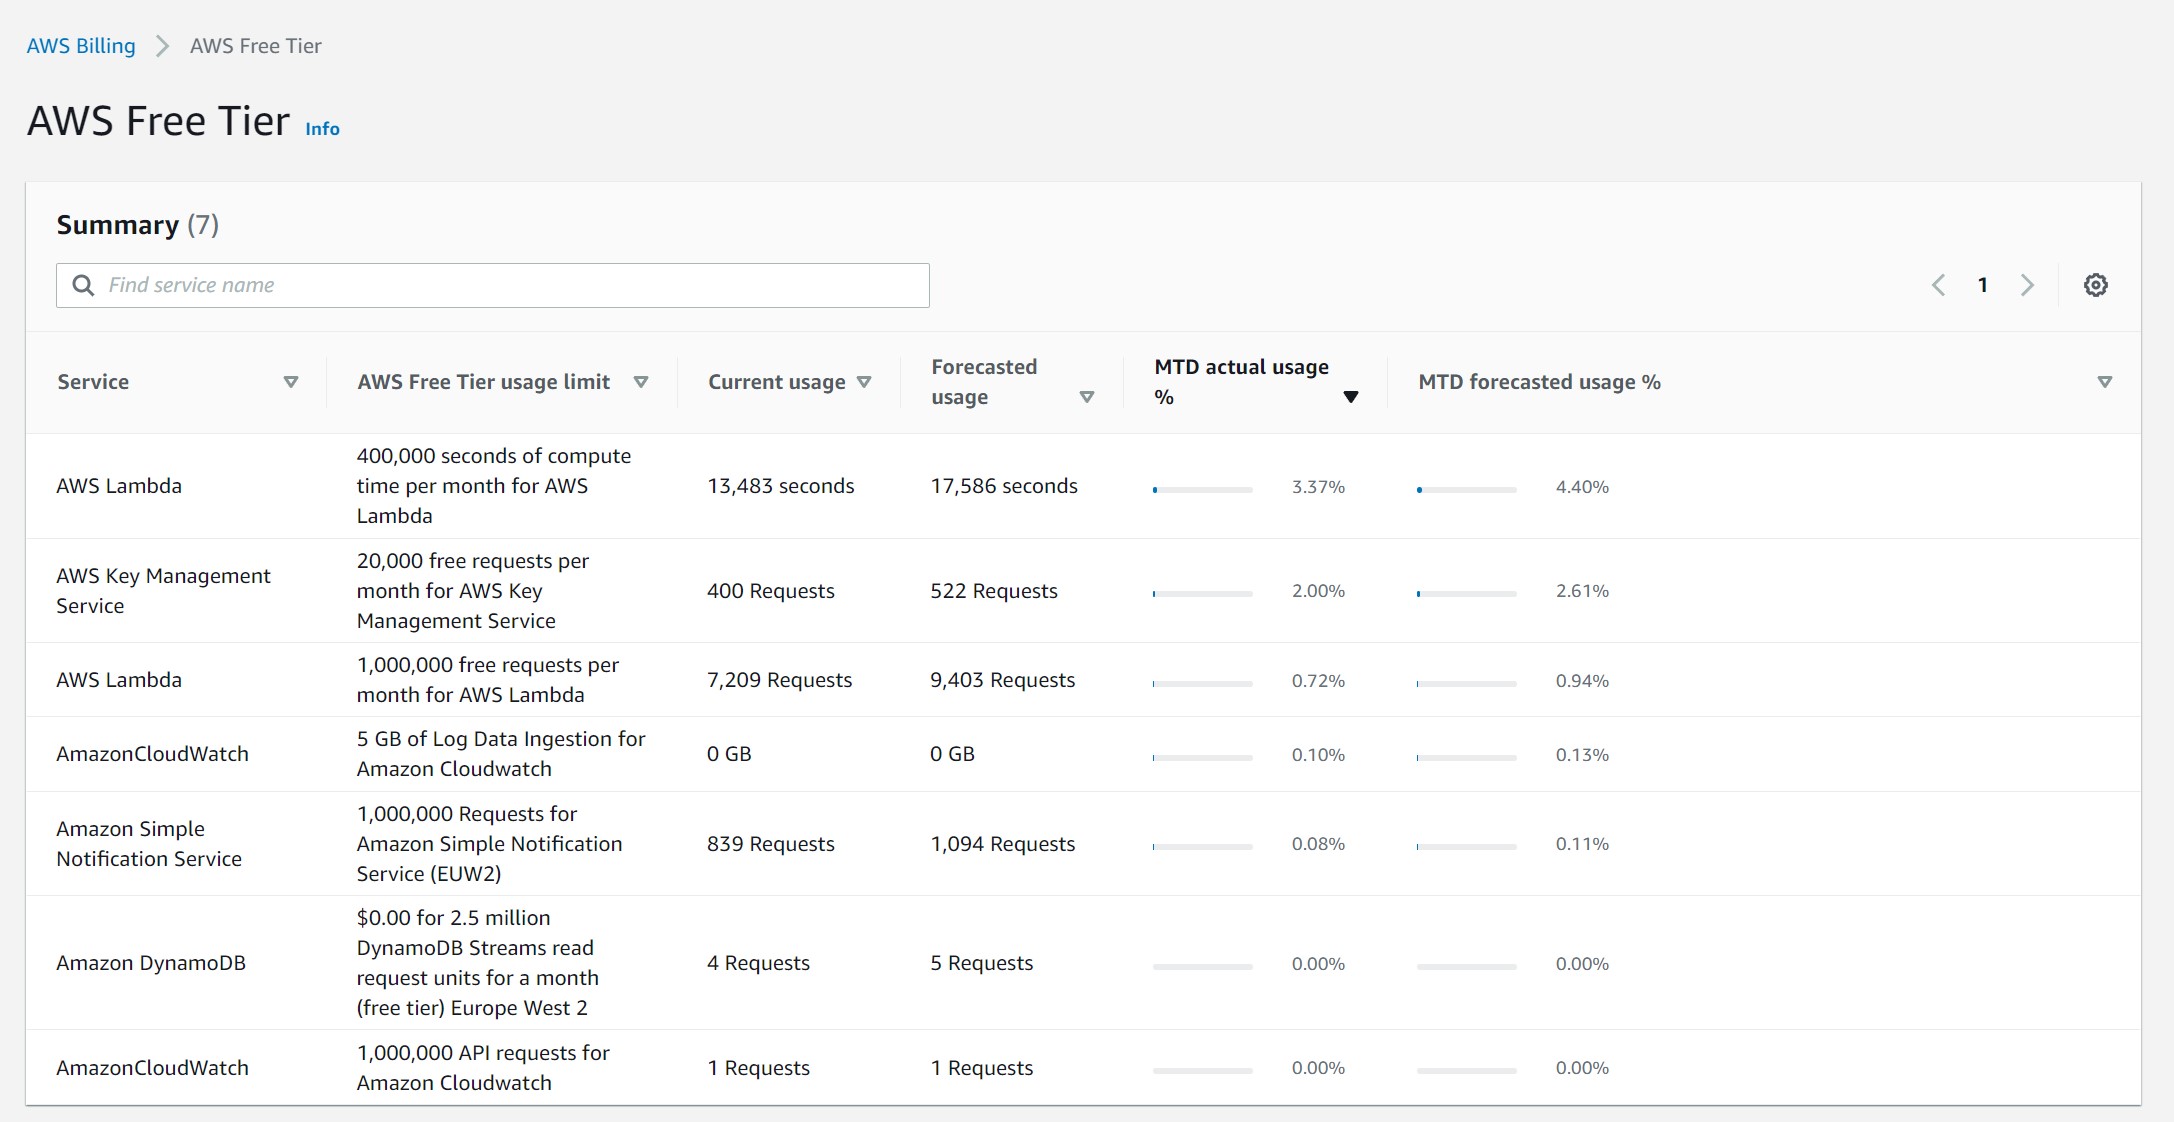 AWS Billing > AWS Free Tier
AWS Free Tier Info
Summary (7)
Find service name
1
Service
AWS Free Tier usage limit
Current usage
Forecasted
usage
MTD actual usage
%
MTD forecasted usage %
AWS Lambda
400,000 seconds of compute
time per month for AWS
Lambda
13,483 seconds
17,586 seconds
3.37%
4.40%
AWS Key Management
Service
20,000 free requests per
month for AWS Key
Management Service
400 Requests
522 Requests
2.00%
2.61%
AWS Lambda
1,000,000 free requests per
month for AWS Lambda
7,209 Requests
9,403 Requests
0.72%
0.94%
AmazonCloudWatch
5 GB of Log Data Ingestion for
Amazon Cloudwatch
0 GB
0 GB
0.10%
0.13%
Amazon Simple
Notification Service
1,000,000 Requests for
Amazon Simple Notification
Service (EUW2)
839 Requests
1,094 Requests
0.08%
0.11%
Amazon DynamoDB
$0.00 for 2.5 million
DynamoDB Streams read
request units for a month
(free tier) Europe West 2
4 Requests
5 Requests
0.00%
0.00%
AmazonCloudWatch
1,000,000 API requests for
Amazon Cloudwatch
1 Requests
1 Requests
0.00%
0.00%